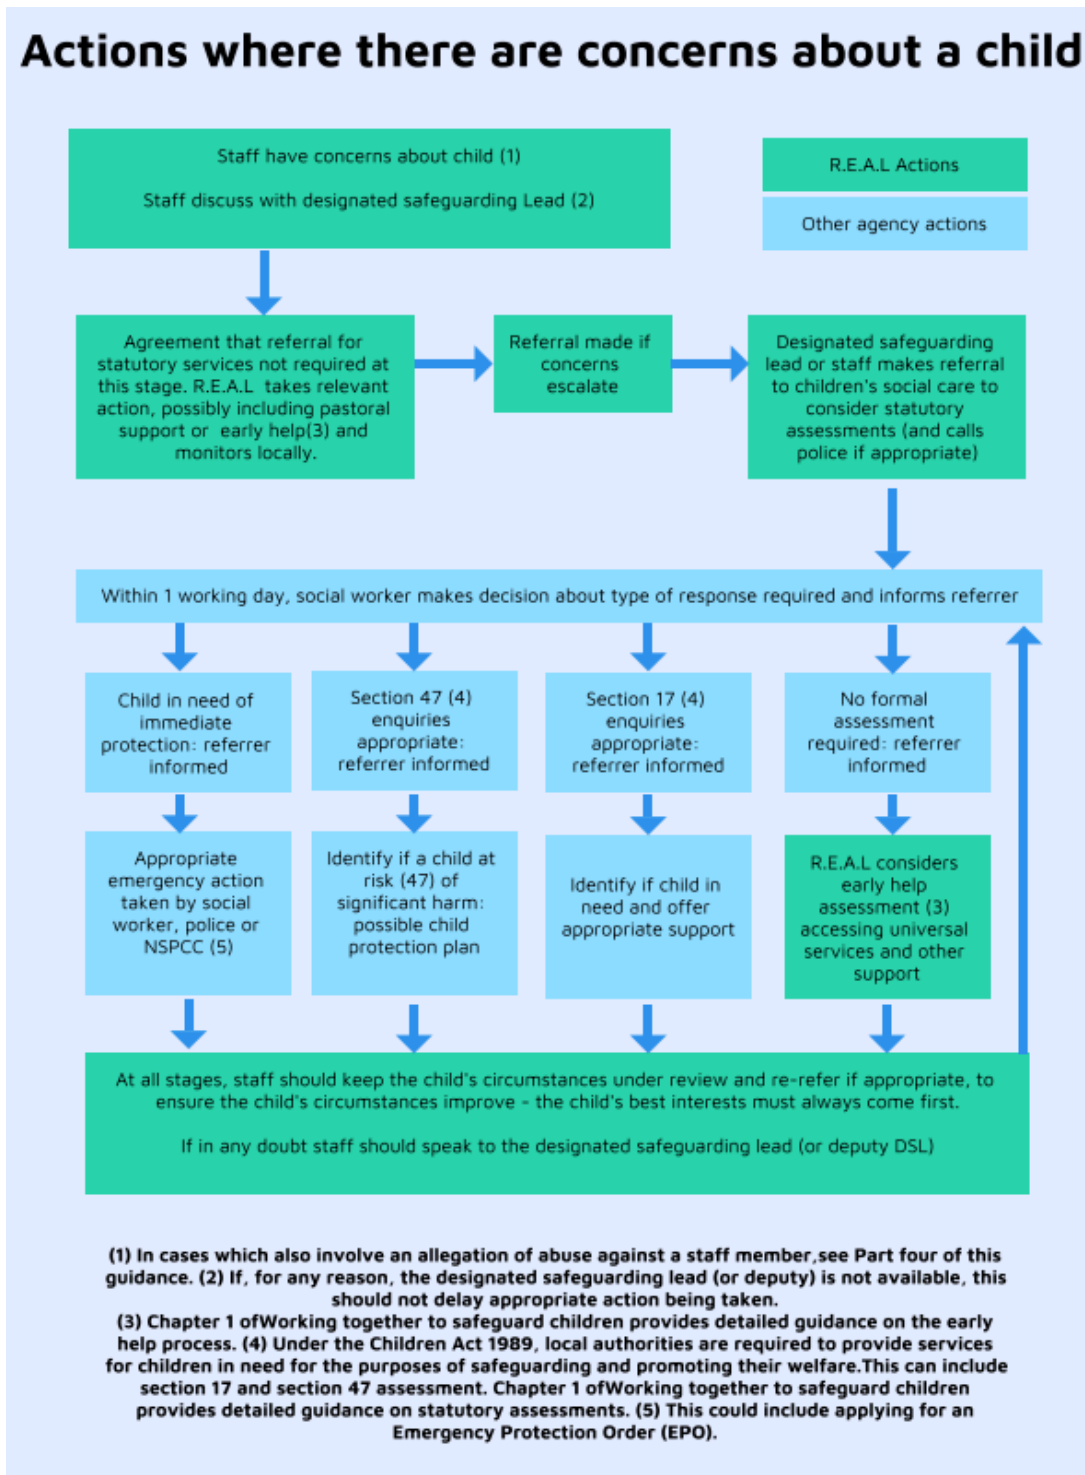 Actions where there are concerns about a child
Staff have concerns about child (1)
Staff discuss with designated safeguarding Lead (2)
R.E.A.L Actions
Other agency actions
Agreement that referral for
statutory services not required at
this stage. R.E.A.L takes relevant
action, possibly including pastoral
support or early help(3) and
monitors locally.
Referral made if
concerns
escalate
Designated safeguarding
lead or staff makes referral
to children's social care to
consider statutory
assessments (and calls
police if appropriate)
Within 1 working day, social worker makes decision about type of response required and informs referrer
Child in need of
immediate
protection: referrer
informed
Section 47 (4)
enquiries
appropriate:
referrer informed
Section 17 (4)
enquiries
appropriate:
referrer informed
No formal
assessment
required: referrer
informed
Appropriate
emergency action
taken by social
worker, police or
NSPCC (5)
Identify if a child at
risk (47) of
significant harm:
possible child
protection plan
Identify if child in
need and offer
appropriate support
R.E.A.L considers
early help
assessment (3)
accessing universal
services and other
support
At all stages, staff should keep the child's circumstances under review and re-refer if appropriate, to
ensure the child's circumstances improve - the child's best interests must always come first.
If in any doubt staff should speak to the designated safeguarding lead (or deputy DSL)
(1) In cases which also involve an allegation of abuse against a staff member,see Part four of this
guidance. (2) If, for any reason, the designated safeguarding lead (or deputy) is not available, this
should not delay appropriate action being taken.
(3) Chapter 1 ofWorking together to safeguard children provides detailed guidance on the early
help process. (4) Under the Children Act 1989, local authorities are required to provide services
for children in need for the purposes of safeguarding and promoting their welfare.This can include
section 17 and section 47 assessment. Chapter 1 ofWorking together to safeguard children
provides detailed guidance on statutory assessments. (5) This could include applying for an
Emergency Protection Order (EPO).